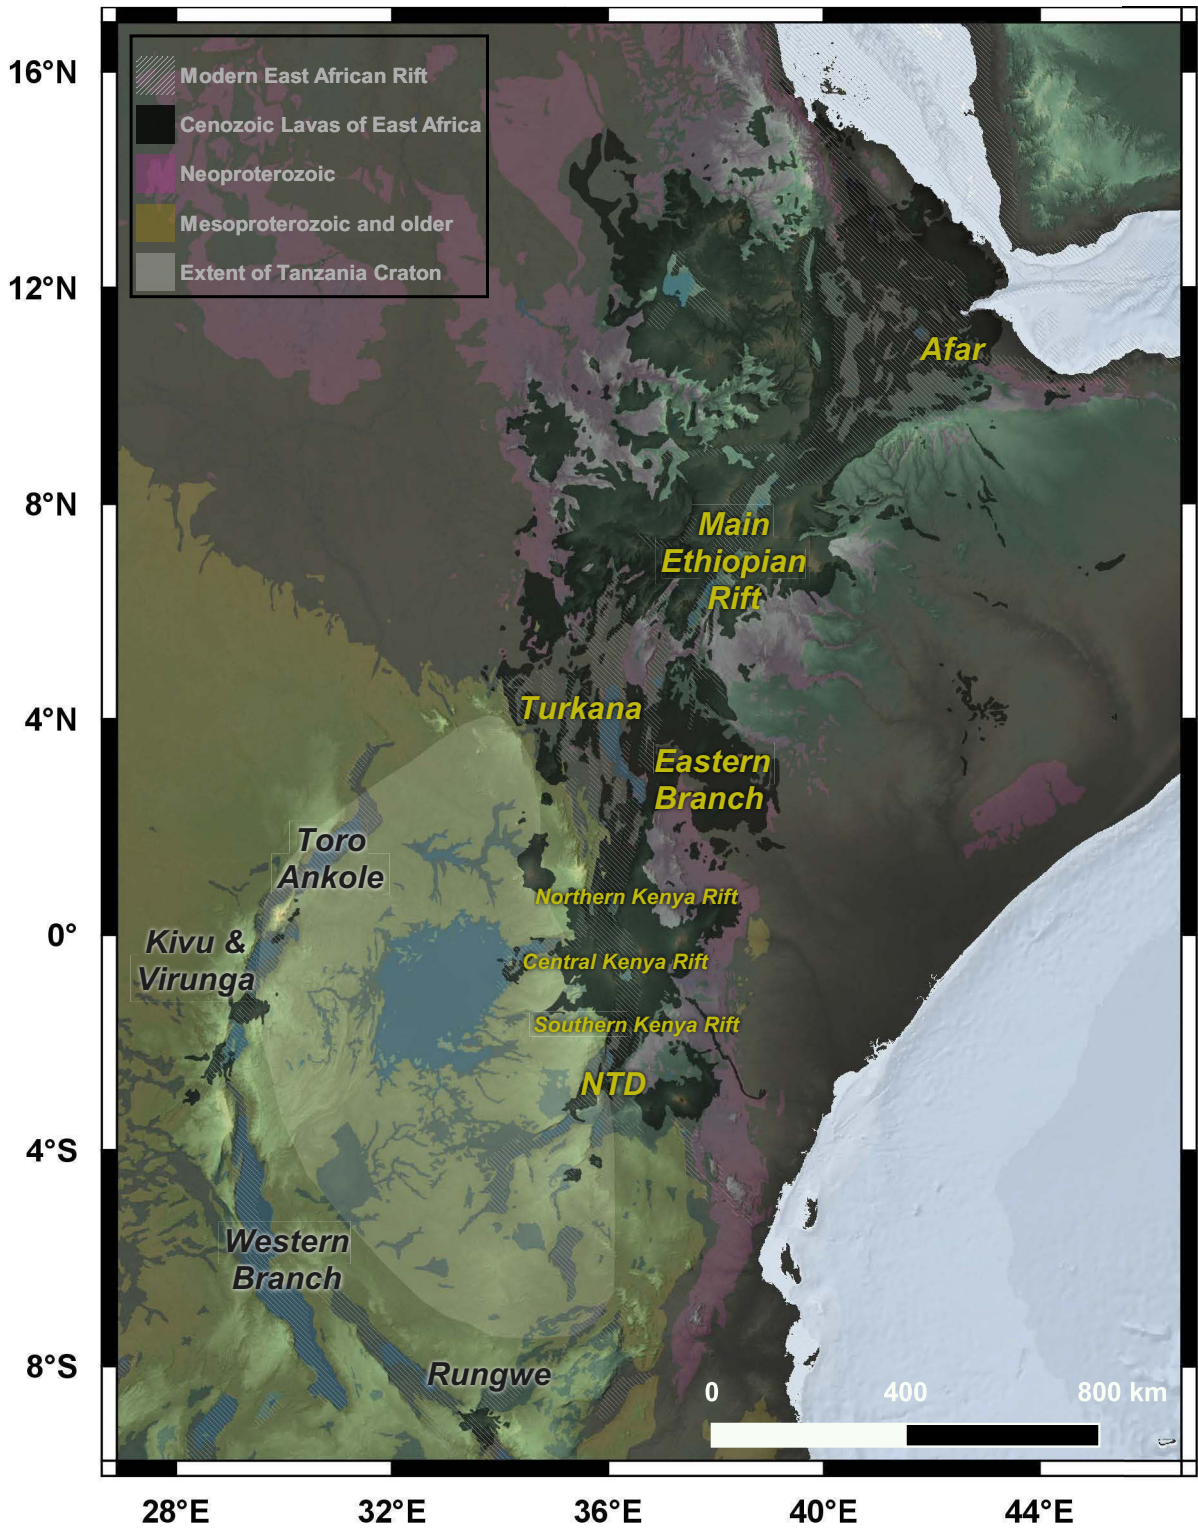 16°N
12°N
8°N
4°N
0°
4°S
8°S
Modern East African Rift
Cenozoic Lavas of East Africa
Neoproterozoic
Mesoproterozoic and older
Extent of Tanzania Craton
Afar
Main
Ethiopian
Rift
Turkana
Eastern
Branch
Toro
Ankole
Northern Kenya Rift
Kivu &
Virunga
Central Kenya Rift
Southern Kenya Rift
NTD
Western
Branch
Rungwe
0 400 800 km
28°E 32°E 36°E 40°E 44°E